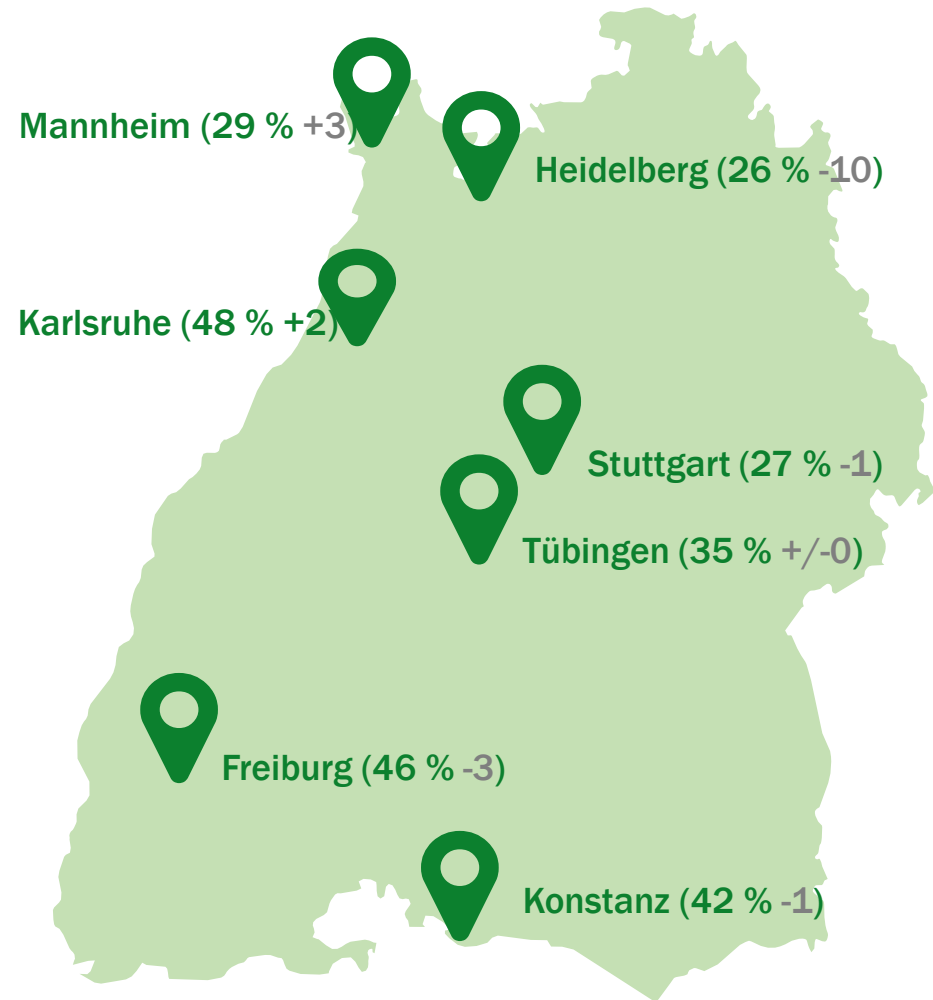 Mannheim (29 % +3)
Heidelberg (26 % -10)
Karlsruhe (48 % +2)
Stuttgart (27 % -1)
Tübingen (35 % +/-0)
Freiburg (46 % -3)
Konstanz (42 % -1)